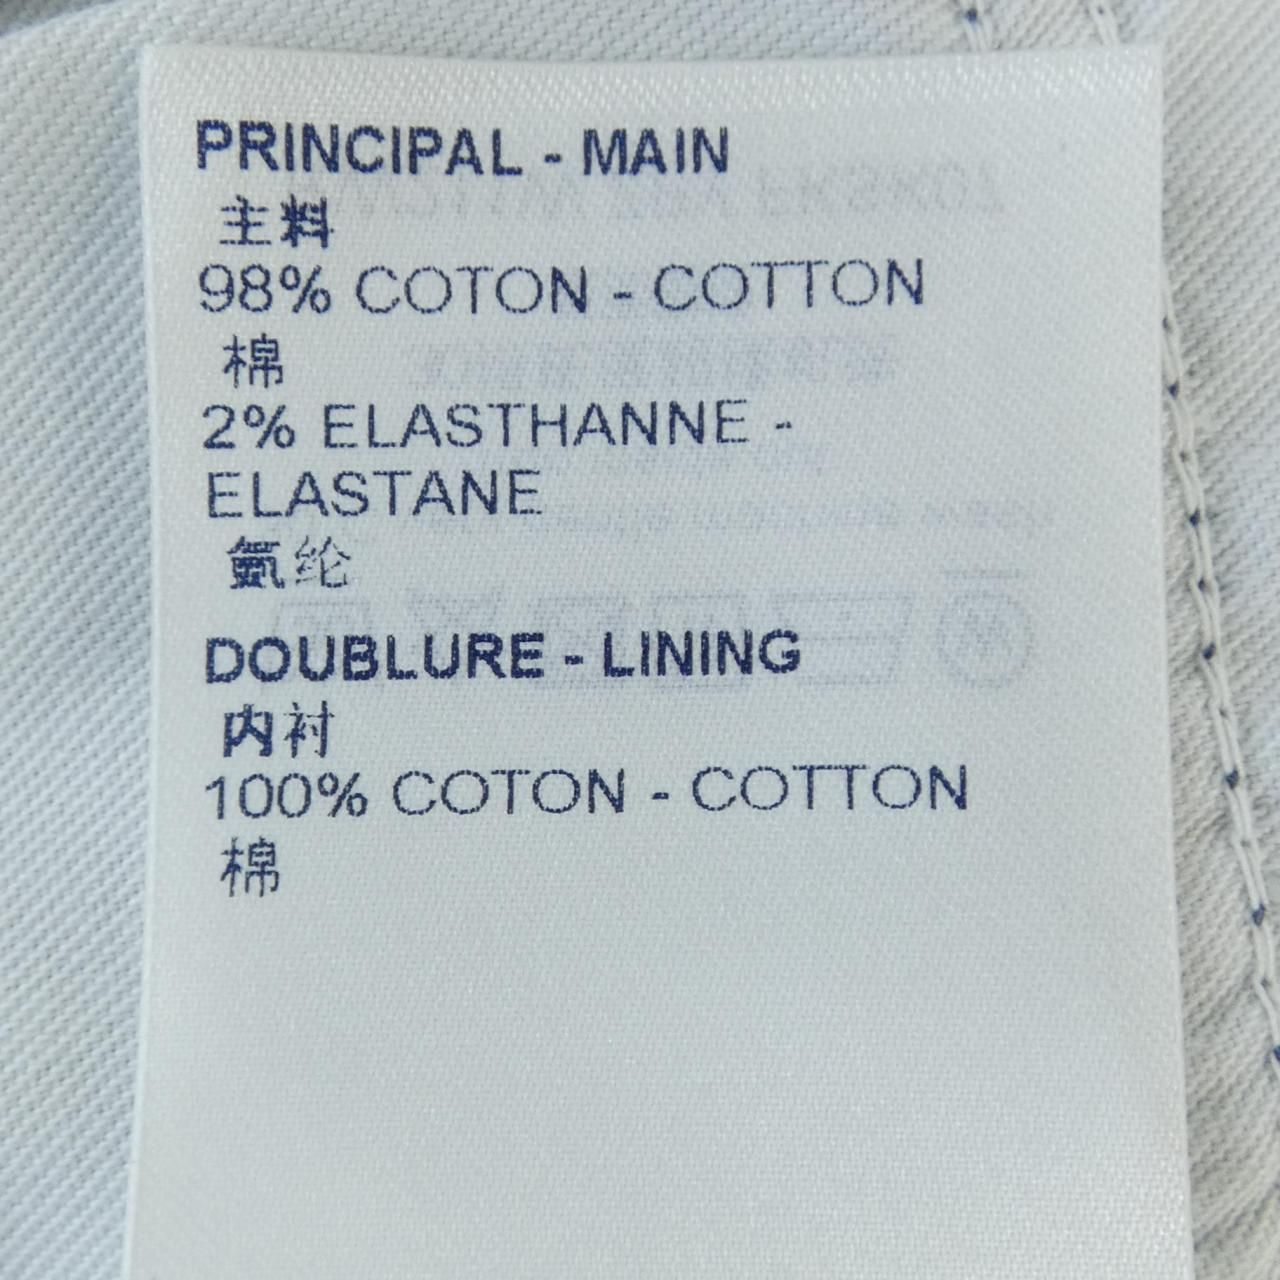 PRINCIPAL - MAIN
主料
98% COTON - COTTON
棉
2% ELASTHANNE -
ELASTANE
氨纶
DOUBLURE - LINING
内衬
100% COTON - COTTON
棉